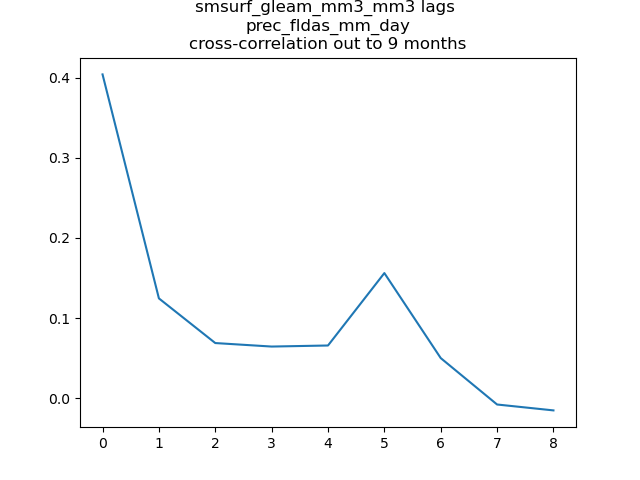 smsurf_gleam_mm3_mm3 lags
prec_fldas_mm_day
cross-correlation out to 9 months
0.4
0.3
0.2
0.1
0.0
0 1 2 3 4 5 6 7 8